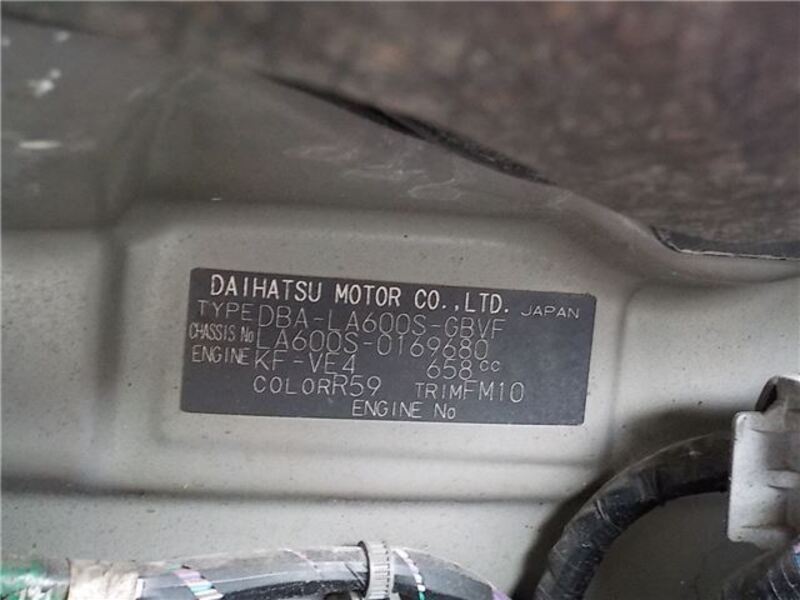 DAIHATSU MOTOR CO.,LTD. JAPAN
TYPE DBA-LA600S-GBVF
CHASSIS No LA600S-0169680
ENGINE KF-VE4 658cc
COLOR R59 TRIM FM10
ENGINE No